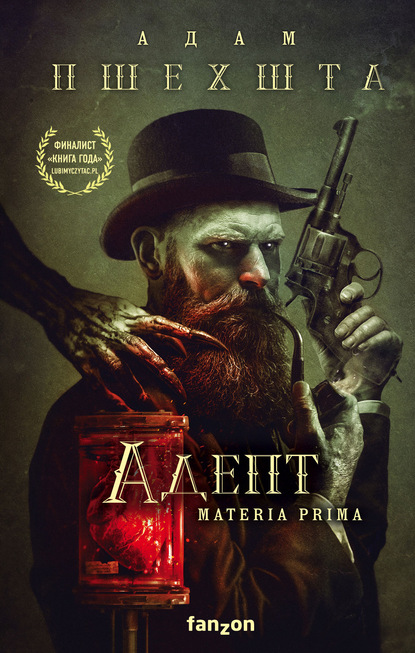 АДАМ
ПШЕХШТА
ФИНАЛИСТ
«КНИГА ГОДА»
LUBIMYCZYTAC.PL
АДЕПТ
MATERIA PRIMA
fanzon